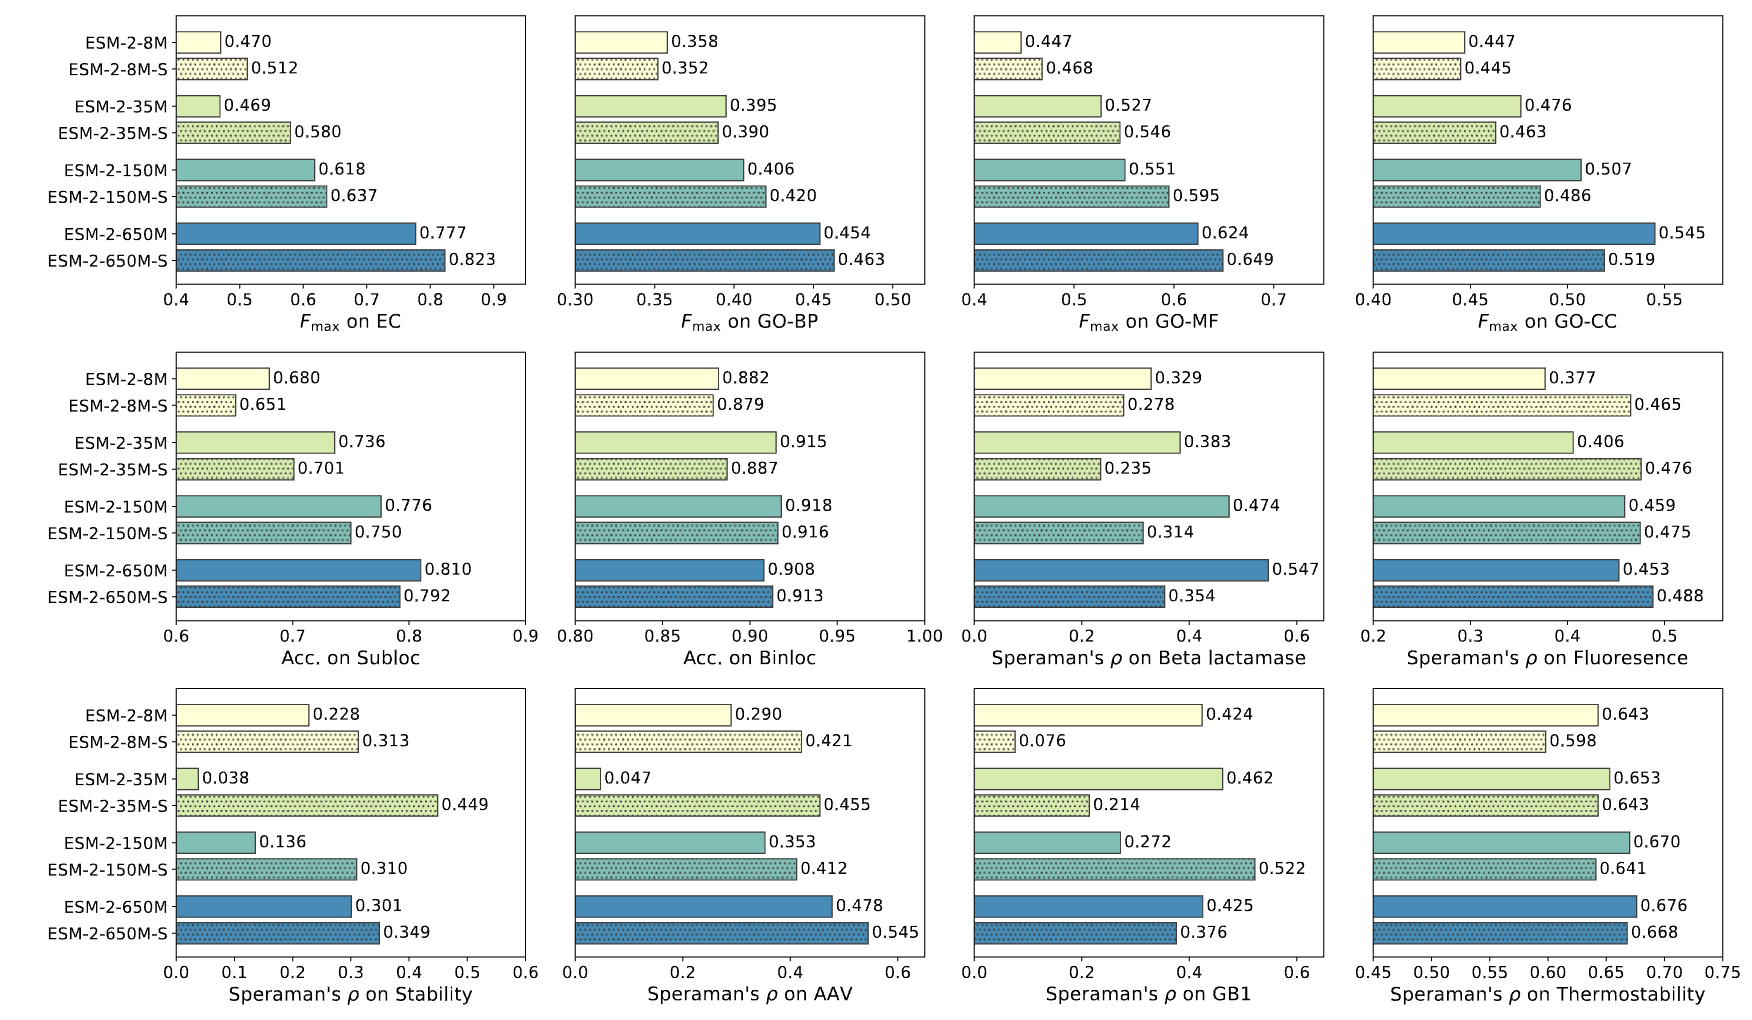 ESM-2-8M 0.470 0.358 0.447 0.447
ESM-2-8M-S 0.512 0.352 0.468 0.445
ESM-2-35M 0.469 0.395 0.527 0.476
ESM-2-35M-S 0.580 0.390 0.546 0.463
ESM-2-150M 0.618 0.406 0.551 0.507
ESM-2-150M-S 0.637 0.420 0.595 0.486
ESM-2-650M 0.777 0.454 0.624 0.545
ESM-2-650M-S 0.823 0.463 0.649 0.519
0.4 0.5 0.6 0.7 0.8 0.9 0.30 0.35 0.40 0.45 0.50 0.4 0.5 0.6 0.7 0.40 0.45 0.50 0.55
Fmax on EC Fmax on GO-BP Fmax on GO-MF Fmax on GO-CC
ESM-2-8M 0.680 0.882 0.329 0.377
ESM-2-8M-S 0.651 0.879 0.278 0.465
ESM-2-35M 0.736 0.915 0.383 0.406
ESM-2-35M-S 0.701 0.887 0.235 0.476
ESM-2-150M 0.776 0.918 0.474 0.459
ESM-2-150M-S 0.750 0.916 0.314 0.475
ESM-2-650M 0.810 0.908 0.547 0.453
ESM-2-650M-S 0.792 0.913 0.354 0.488
0.6 0.7 0.8 0.9 0.80 0.85 0.90 0.95 1.00 0.0 0.2 0.4 0.6 0.2 0.3 0.4 0.5
Acc. on Subloc Acc. on Binloc Speraman's ρ on Beta lactamase Speraman's ρ on Fluoresence
ESM-2-8M 0.228 0.290 0.424 0.643
ESM-2-8M-S 0.313 0.421 0.076 0.598
ESM-2-35M 0.038 0.047 0.462 0.653
ESM-2-35M-S 0.449 0.455 0.214 0.643
ESM-2-150M 0.136 0.353 0.272 0.670
ESM-2-150M-S 0.310 0.412 0.522 0.641
ESM-2-650M 0.301 0.478 0.425 0.676
ESM-2-650M-S 0.349 0.545 0.376 0.668
0.0 0.1 0.2 0.3 0.4 0.5 0.6 0.0 0.2 0.4 0.6 0.0 0.2 0.4 0.6 0.45 0.50 0.55 0.60 0.65 0.70 0.75
Speraman's ρ on Stability Speraman's ρ on AAV Speraman's ρ on GB1 Speraman's ρ on Thermostability